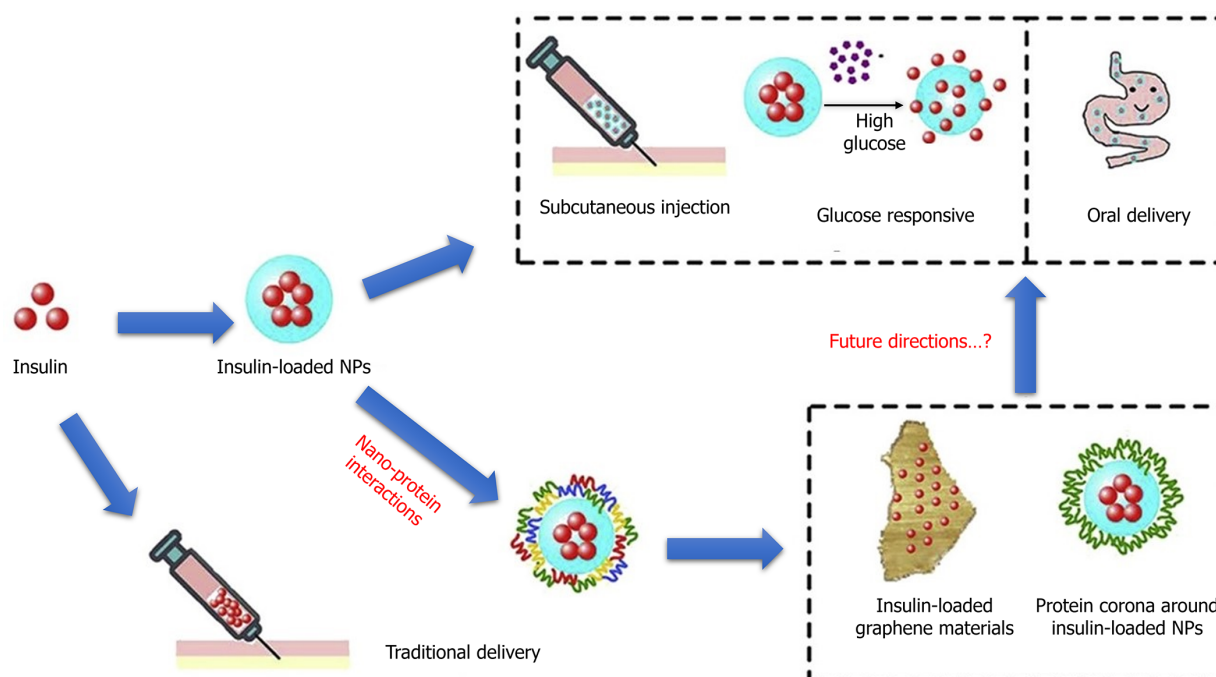 High
glucose
Subcutaneous injection
Glucose responsive
Oral delivery
Insulin
Insulin-loaded NPs
Future directions...?
Nano-protein
interactions
Traditional delivery
Insulin-loaded
graphene materials
Protein corona around
insulin-loaded NPs